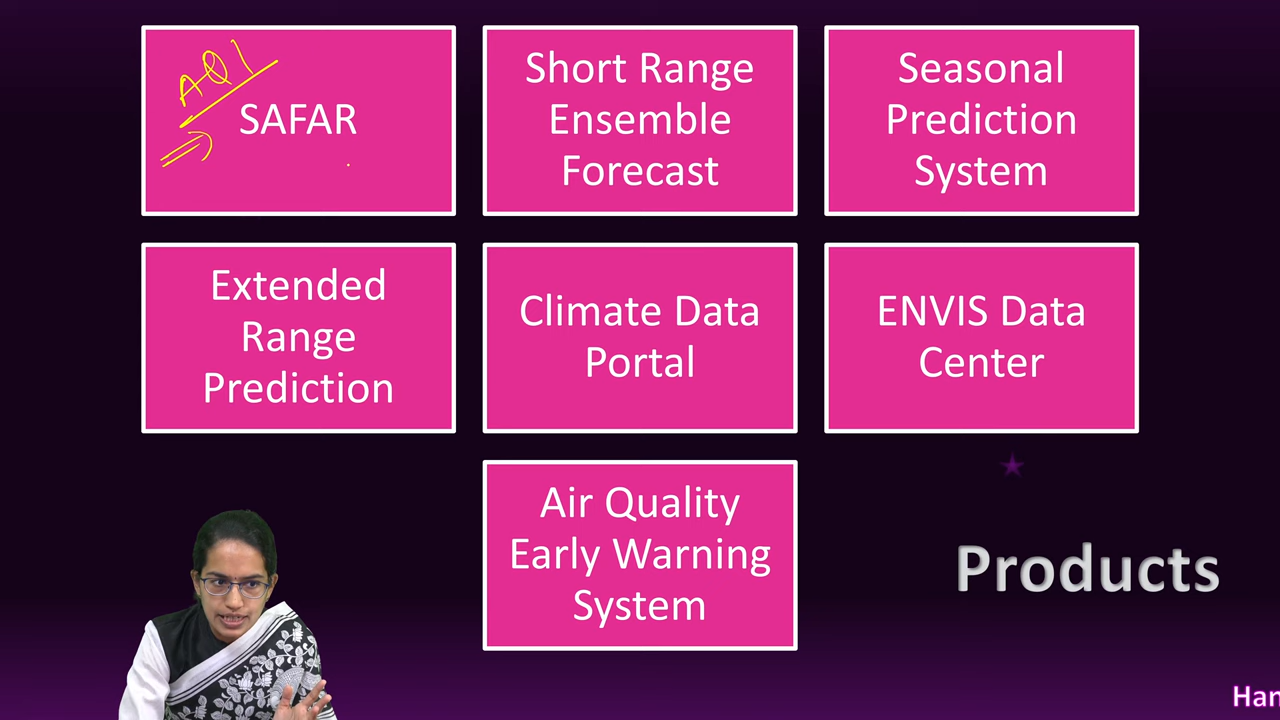 AQI
SAFAR
Short Range
Ensemble
Forecast
Seasonal
Prediction
System
Extended
Range
Prediction
Climate Data
Portal
ENVIS Data
Center
Air Quality
Early Warning
System
Products
Han